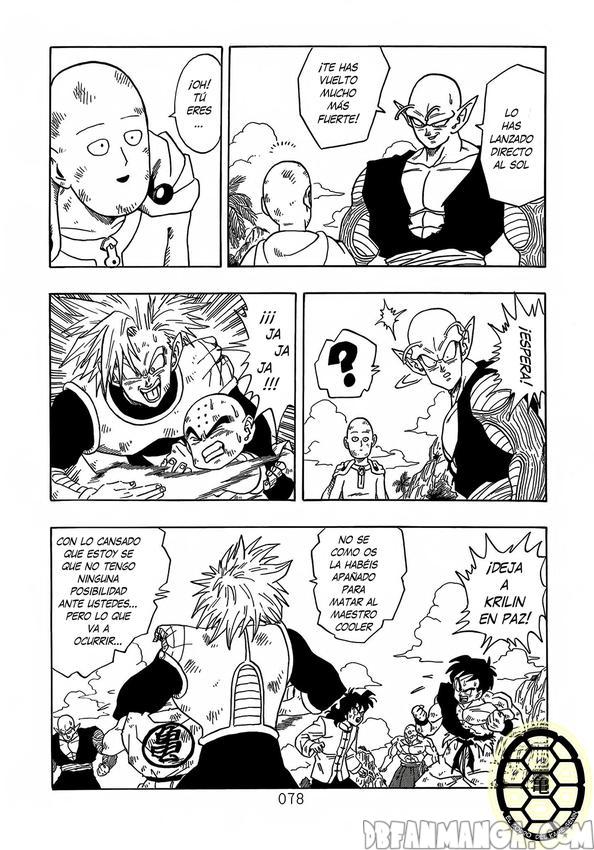 ¡OH!
TÚ
ERES
...
¡TE HAS
VUELTO
MUCHO
MÁS
FUERTE!
LO
HAS
LANZADO
DIRECTO
AL SOL
¡¡¡
JA
JA
JA
!!!
?
¡ESPERA!
CON LO CANSADO
QUE ESTOY SE
QUE NO TENGO
NINGUNA
POSIBILIDAD
ANTE USTEDES...
PERO LO QUE
VA A
OCURRIR...
NO SE
COMO OS
LA HABÉIS
APAÑADO
PARA
MATAR AL
MAESTRO
COOLER
¡DEJA
A
KRILIN
EN PAZ!
亀
亀
078
DBFANMANGA.COM